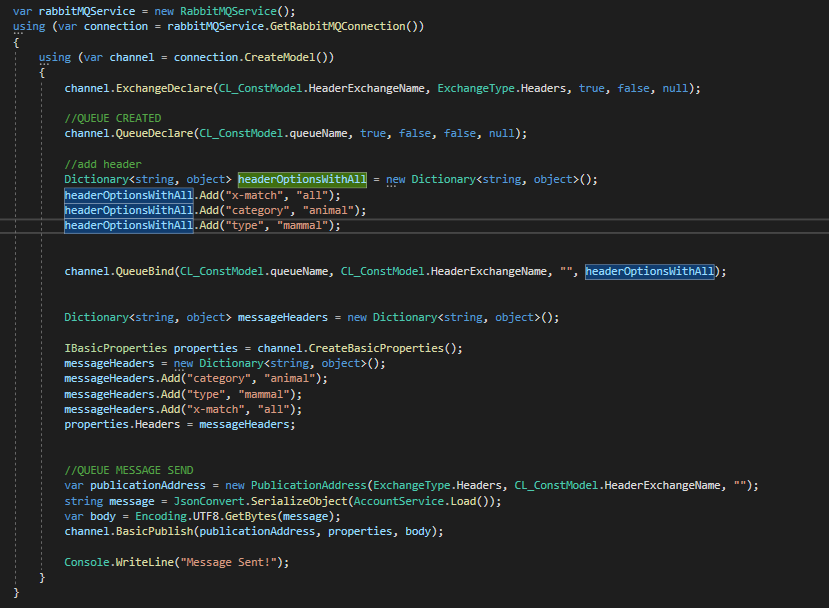 var rabbitMQService = new RabbitMQService();
using (var connection = rabbitMQService.GetRabbitMQConnection())
{
using (var channel = connection.CreateModel())
{
channel.ExchangeDeclare(CL_ConstModel.HeaderExchangeName, ExchangeType.Headers, true, false, null);
//QUEUE CREATED
channel.QueueDeclare(CL_ConstModel.queueName, true, false, false, null);
//add header
Dictionary<string, object> headerOptionsWithAll = new Dictionary<string, object>();
headerOptionsWithAll.Add("x-match", "all");
headerOptionsWithAll.Add("category", "animal");
headerOptionsWithAll.Add("type", "mammal");
channel.QueueBind(CL_ConstModel.queueName, CL_ConstModel.HeaderExchangeName, "", headerOptionsWithAll);
Dictionary<string, object> messageHeaders = new Dictionary<string, object>();
IBasicProperties properties = channel.CreateBasicProperties();
messageHeaders = new Dictionary<string, object>();
messageHeaders.Add("category", "animal");
messageHeaders.Add("type", "mammal");
messageHeaders.Add("x-match", "all");
properties.Headers = messageHeaders;
//QUEUE MESSAGE SEND
var publicationAddress = new PublicationAddress(ExchangeType.Headers, CL_ConstModel.HeaderExchangeName, "");
string message = JsonConvert.SerializeObject(AccountService.Load());
var body = Encoding.UTF8.GetBytes(message);
channel.BasicPublish(publicationAddress, properties, body);
Console.WriteLine("Message Sent!");
}
}